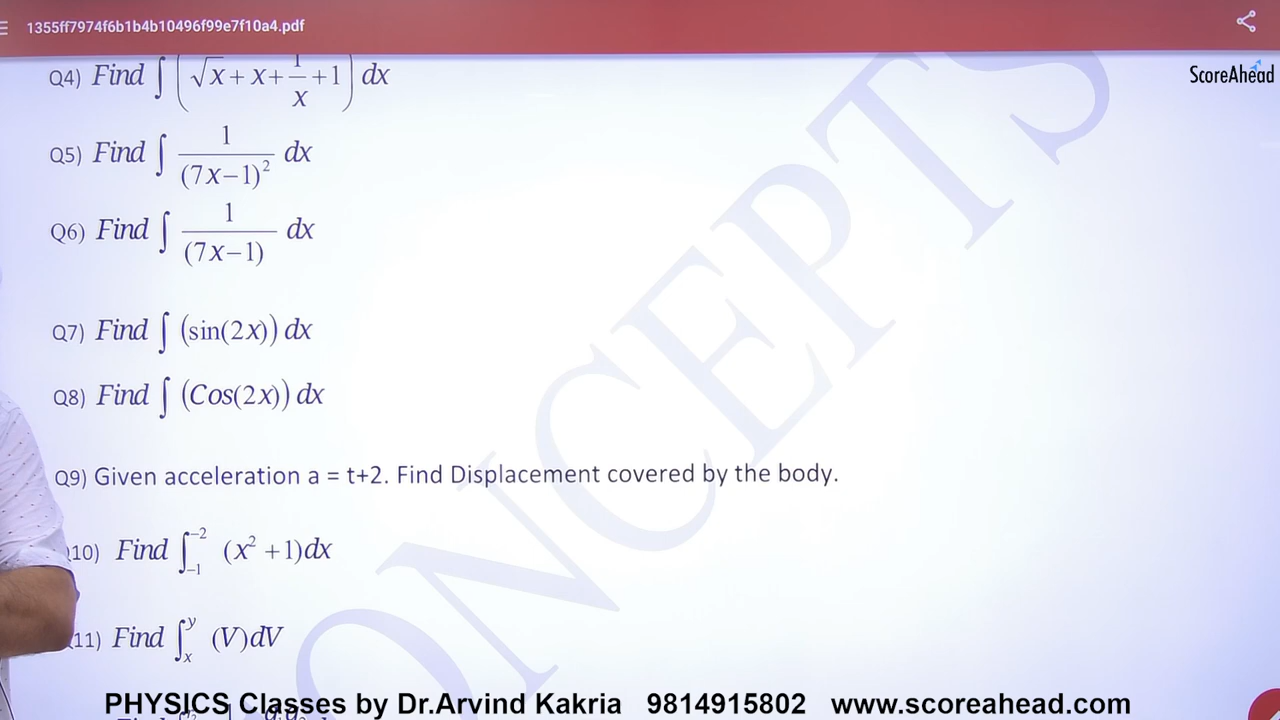 1355ff7974f6b1b4b10496f99e7f10a4.pdf
ScoreAhead
Q4) Find ∫ (√x + x + 1/x + 1) dx
Q5) Find ∫ 1/(7x−1)² dx
Q6) Find ∫ 1/(7x−1) dx
Q7) Find ∫ (sin(2x)) dx
Q8) Find ∫ (Cos(2x)) dx
Q9) Given acceleration a = t+2. Find Displacement covered by the body.
10) Find ∫₋₁⁻² (x² + 1)dx
11) Find ∫ₓʸ (V)dV
ONCEPTS
PHYSICS Classes by Dr.Arvind Kakria 9814915802 www.scoreahead.com